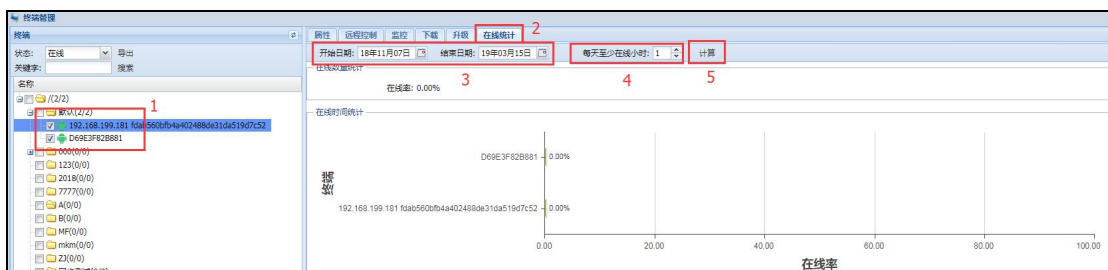 终端管理
终端
状态: 在线 导出
关键字: 搜索
名称
/(2/2)
默认(2/2)
192.168.199.181 fdab560bfb4a402488de31da519d7c52
D69E3F82B881
000(0/0)
123(0/0)
2018(0/0)
7777(0/0)
A(0/0)
B(0/0)
MF(0/0)
mkm(0/0)
ZJ(0/0)
1
属性 远程控制 监控 下载 升级 在线统计 2
开始日期: 18年11月07日 结束日期: 19年03月15日 每天至少在线小时: 1 计算
3 4 5
在线数量统计
在线率: 0.00%
在线时间统计
终端
D69E3F82B881 0.00%
192.168.199.181 fdab560bfb4a402488de31da519d7c52 0.00%
0.00 20.00 40.00 60.00 80.00 100.00
在线率